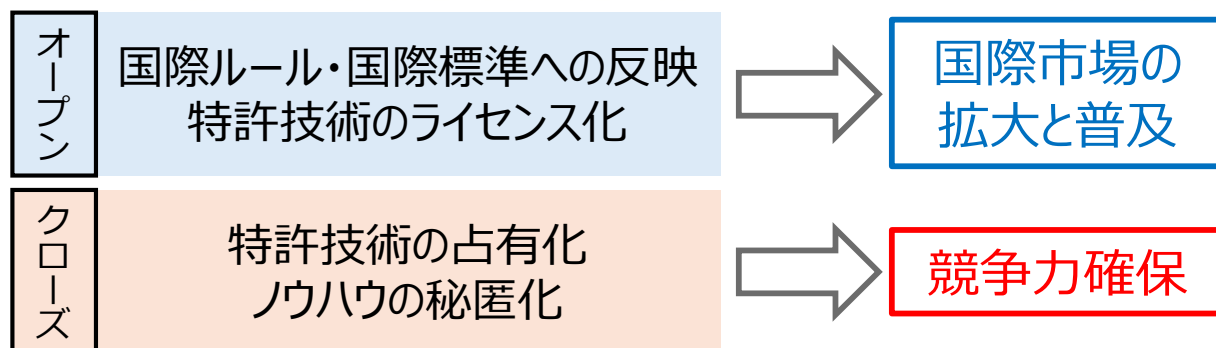 オープン
国際ルール・国際標準への反映
特許技術のライセンス化
国際市場の
拡大と普及
クローズ
特許技術の占有化
ノウハウの秘匿化
競争力確保